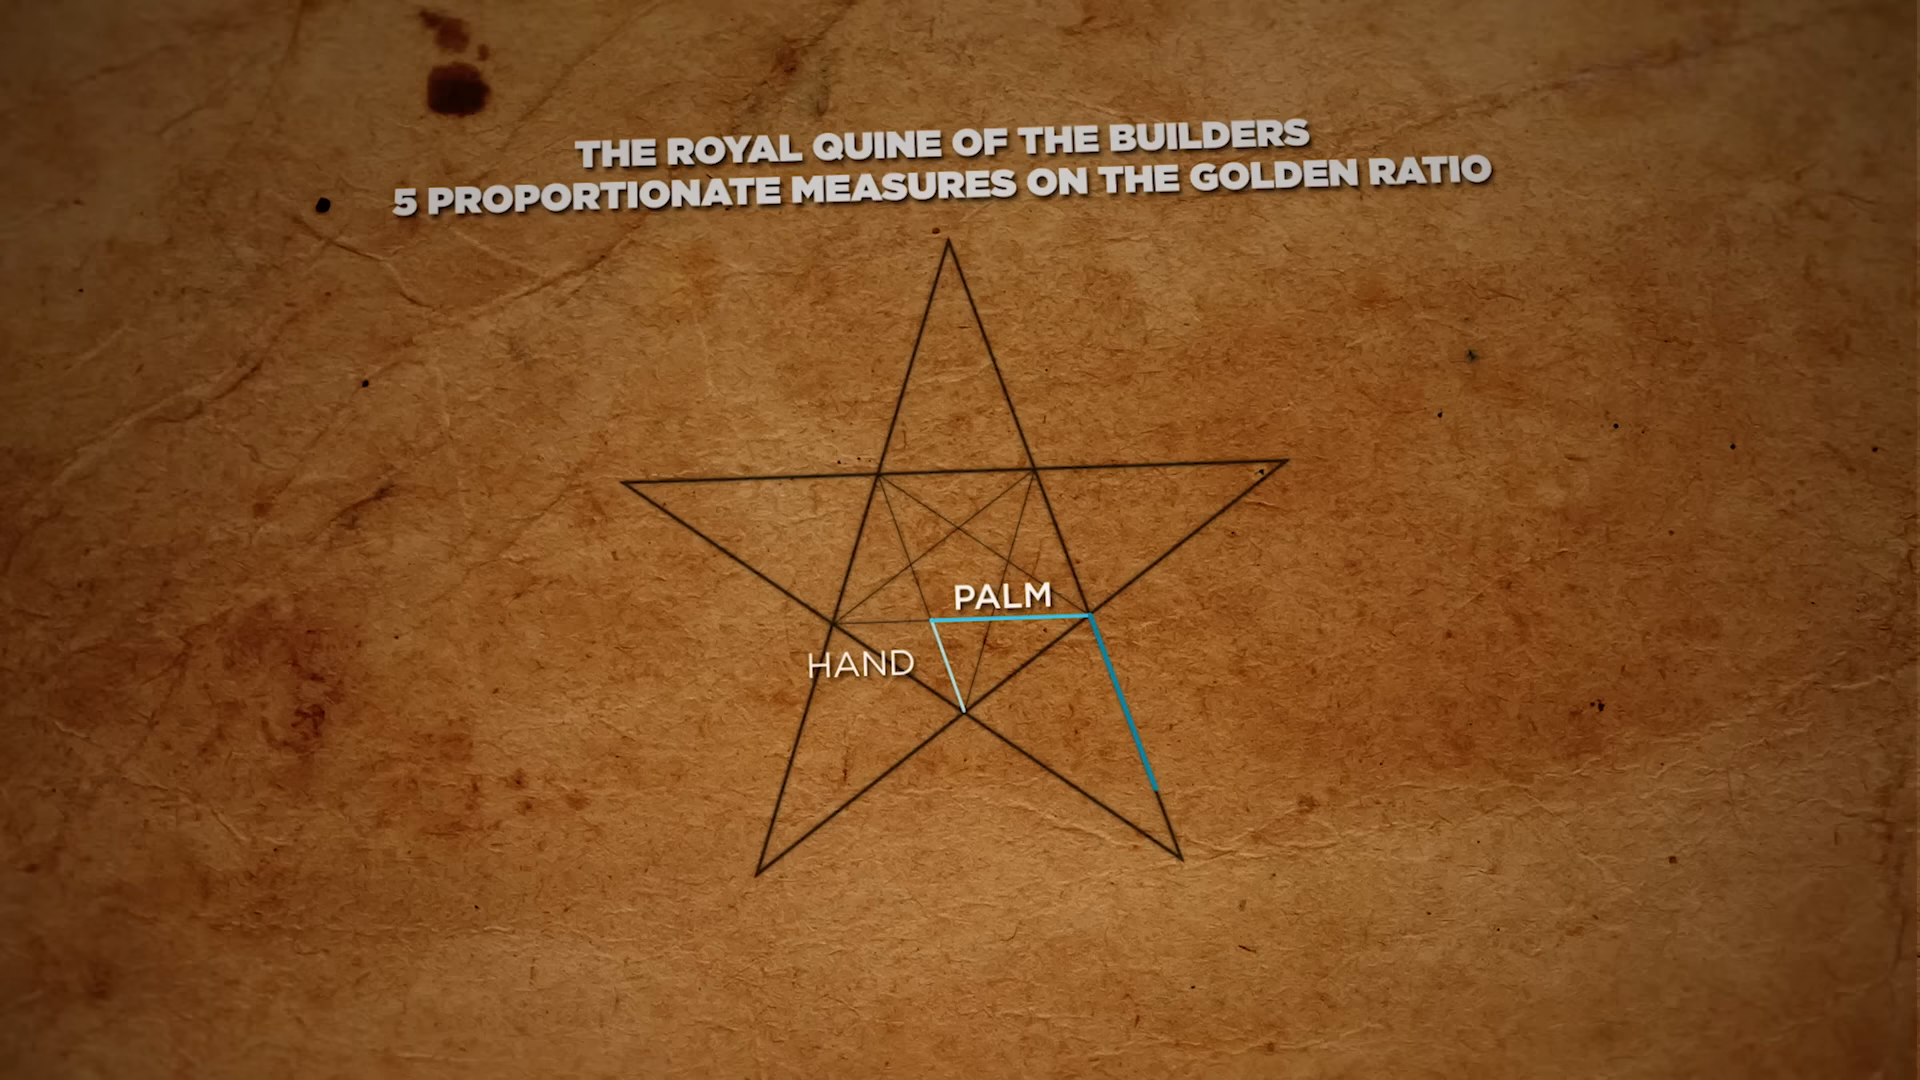 THE ROYAL QUINE OF THE BUILDERS
5 PROPORTIONATE MEASURES ON THE GOLDEN RATIO
PALM
HAND